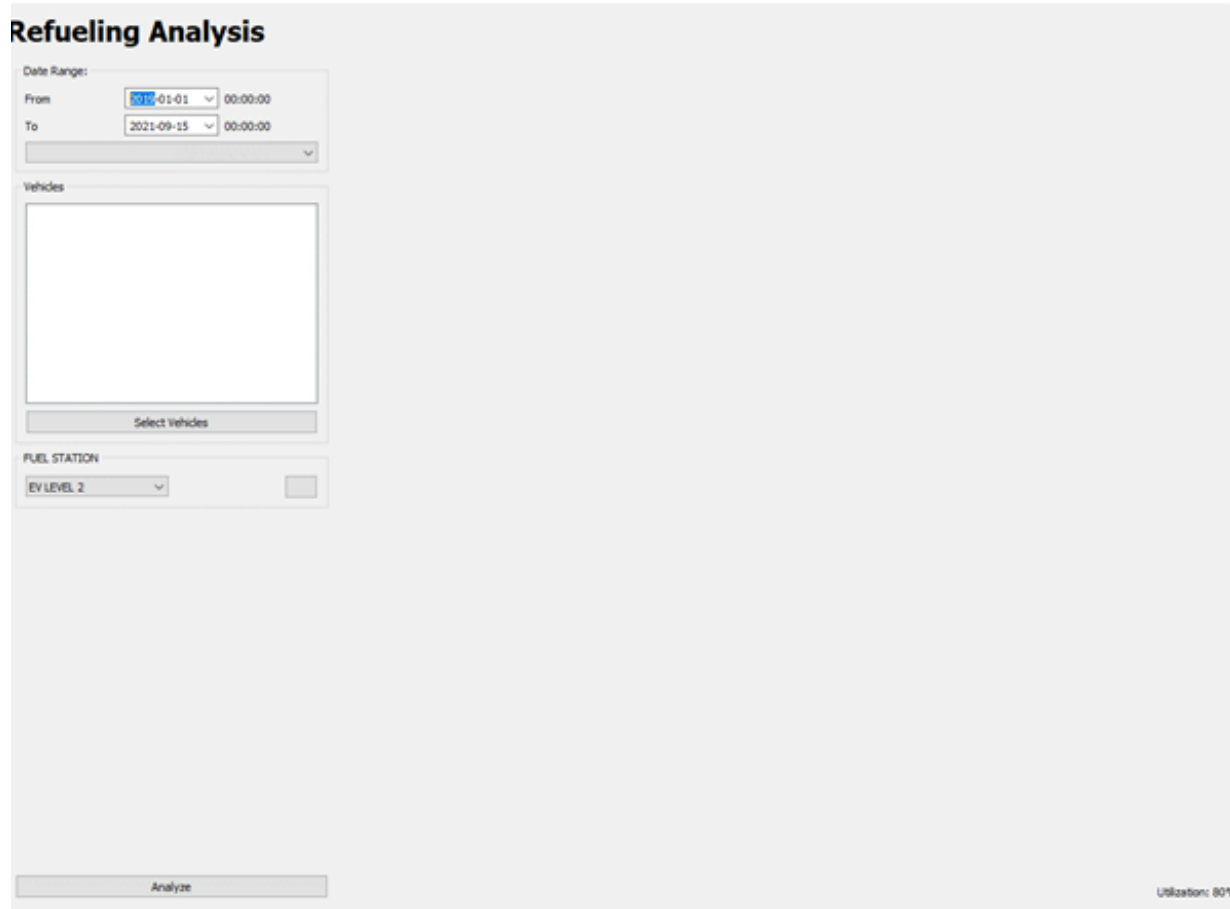 Refueling Analysis
Date Range:
From 2019-01-01 00:00:00
To 2021-09-15 00:00:00
Vehicles
Select Vehicles
FUEL STATION
EV LEVEL 2
Analyze
Utilization: 80